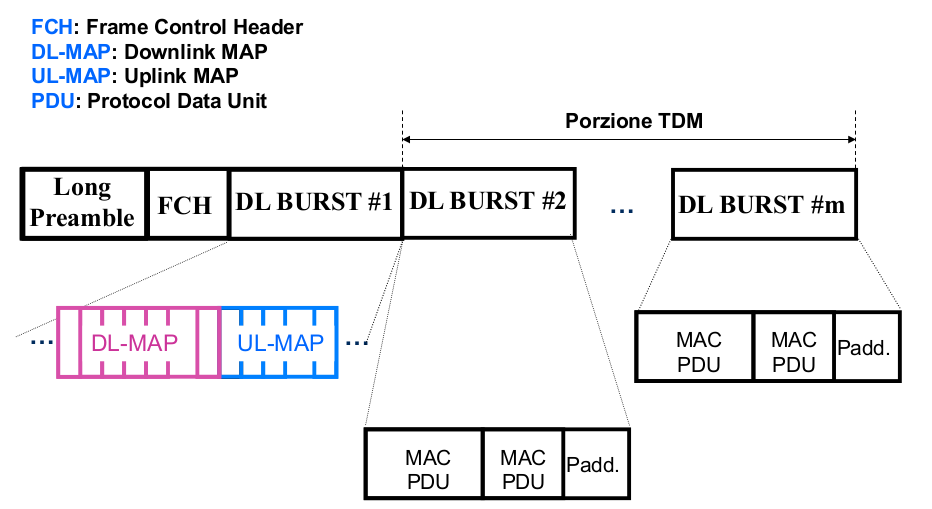 FCH: Frame Control Header
DL-MAP: Downlink MAP
UL-MAP: Uplink MAP
PDU: Protocol Data Unit
Porzione TDM
Long
Preamble
FCH
DL BURST #1
DL BURST #2
...
DL BURST #m
...
DL-MAP
UL-MAP
...
MAC
PDU
MAC
PDU
Padd.
MAC
PDU
MAC
PDU
Padd.